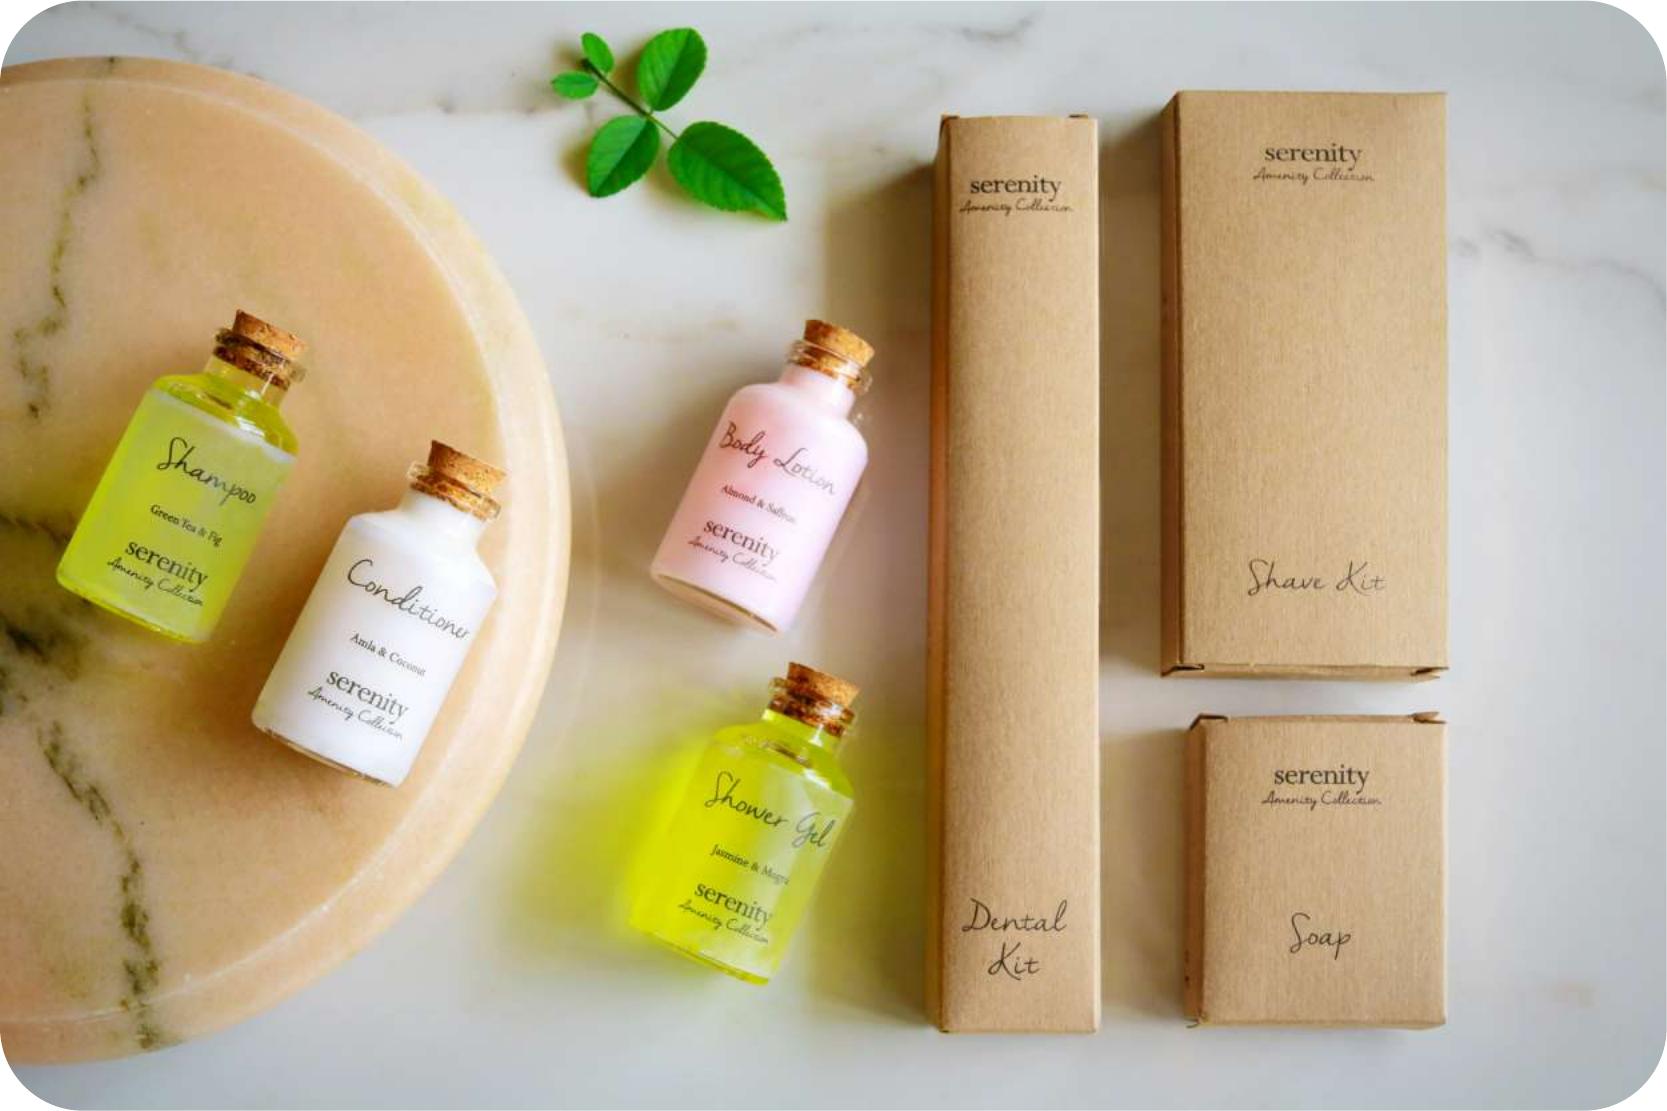 Shampoo
Green Tea & Fig
serenity
Amenity Collection
Conditioner
Amla & Coconut
serenity
Amenity Collection
Body Lotion
Almond & Saffron
serenity
Amenity Collection
Shower Gel
Jasmine & Mogra
serenity
Amenity Collection
serenity
Amenity Collection
Dental
Kit
serenity
Amenity Collection
Shave Kit
serenity
Amenity Collection
Soap